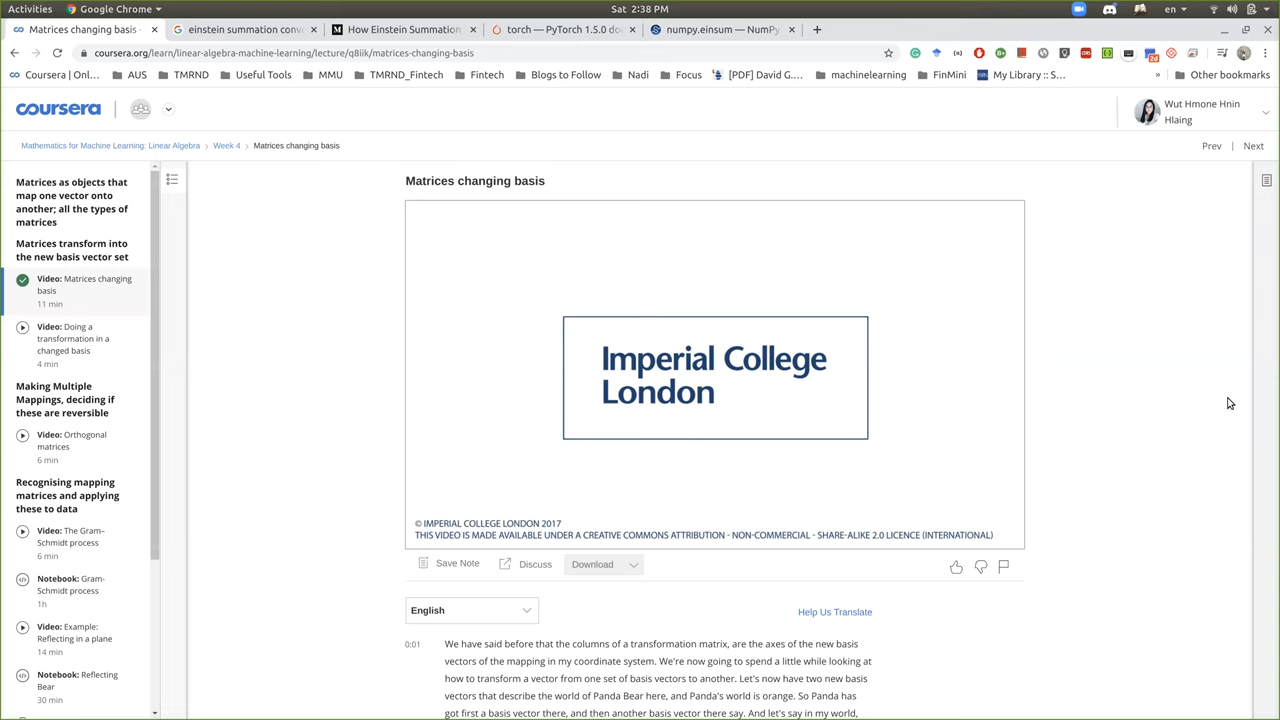 Activities
Google Chrome
Sat 2:38 PM
en
Matrices changing basis -
einstein summation conv
How Einstein Summation
torch — PyTorch 1.5.0 do
numpy.einsum — NumPy
coursera.org/learn/linear-algebra-machine-learning/lecture/q8iik/matrices-changing-basis
Coursera | Onl...
AUS
TMRND
Useful Tools
MMU
TMRND_Fintech
Fintech
Blogs to Follow
Nadi
Focus
[PDF] David G....
machinelearning
FinMini
My Library :: S...
»
Other bookmarks
coursera
Wut Hmone Hnin
Hlaing
Mathematics for Machine Learning: Linear Algebra > Week 4 > Matrices changing basis
Prev | Next
Matrices as objects that
map one vector onto
another; all the types of
matrices
Matrices transform into
the new basis vector set
Video: Matrices changing
basis
11 min
Video: Doing a
transformation in a
changed basis
4 min
Making Multiple
Mappings, deciding if
these are reversible
Video: Orthogonal
matrices
6 min
Recognising mapping
matrices and applying
these to data
Video: The Gram–
Schmidt process
6 min
Notebook: Gram-
Schmidt process
1h
Video: Example:
Reflecting in a plane
14 min
Notebook: Reflecting
Bear
30 min
Matrices changing basis
Imperial College
London
© IMPERIAL COLLEGE LONDON 2017
THIS VIDEO IS MADE AVAILABLE UNDER A CREATIVE COMMONS ATTRIBUTION - NON-COMMERCIAL - SHARE-ALIKE 2.0 LICENCE (INTERNATIONAL)
Save Note
Discuss
Download
English
Help Us Translate
0:01
We have said before that the columns of a transformation matrix, are the axes of the new basis
vectors of the mapping in my coordinate system. We're now going to spend a little while looking at
how to transform a vector from one set of basis vectors to another. Let's now have two new basis
vectors that describe the world of Panda Bear here, and Panda's world is orange. So Panda has
got first a basis vector there, and then another basis vector there say. And let's say in my world,